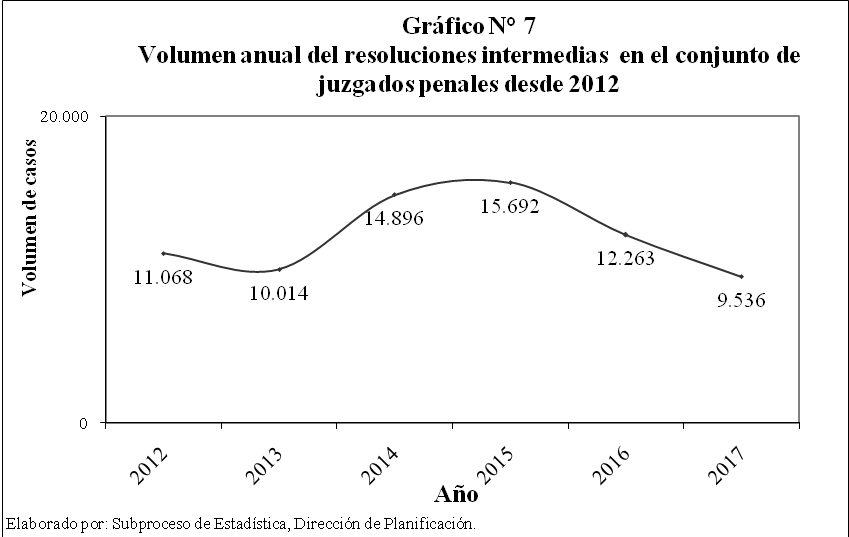 Gráfico N° 7
Volumen anual del resoluciones intermedias en el conjunto de
juzgados penales desde 2012
20.000
Volumen de casos
14.896
15.692
11.068
10.014
12.263
9.536
0
2012
2013
2014
2015
2016
2017
Año
Elaborado por: Subproceso de Estadística, Dirección de Planificación.